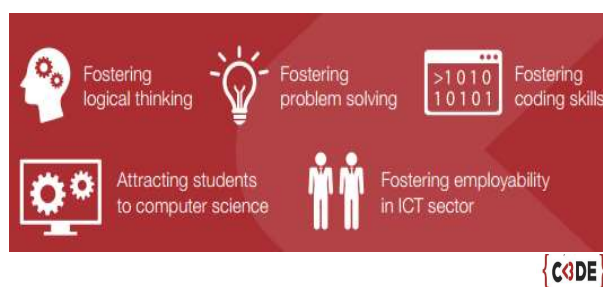 Fostering
logical thinking
Fostering
problem solving
>1010
10101
Fostering
coding skills
Attracting students
to computer science
Fostering employability
in ICT sector
{C<3DE}